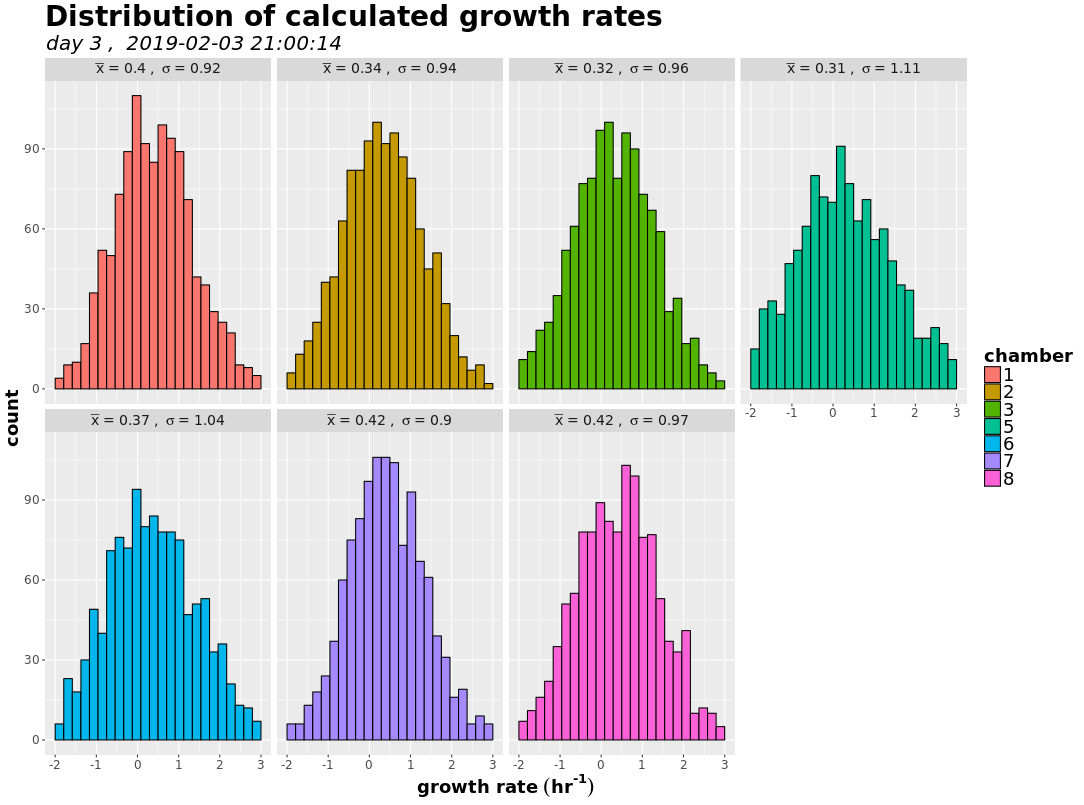 Distribution of calculated growth rates
day 3 ,  2019-02-03 21:00:14
x̅ = 0.4 ,  σ = 0.92
x̅ = 0.34 ,  σ = 0.94
x̅ = 0.32 ,  σ = 0.96
x̅ = 0.31 ,  σ = 1.11
90
60
30
0
-2 -1 0 1 2 3
count
x̅ = 0.37 ,  σ = 1.04
x̅ = 0.42 ,  σ = 0.9
x̅ = 0.42 ,  σ = 0.97
90
60
30
0
-2 -1 0 1 2 3
-2 -1 0 1 2 3
-2 -1 0 1 2 3
growth rate (hr⁻¹)
chamber
1
2
3
5
6
7
8